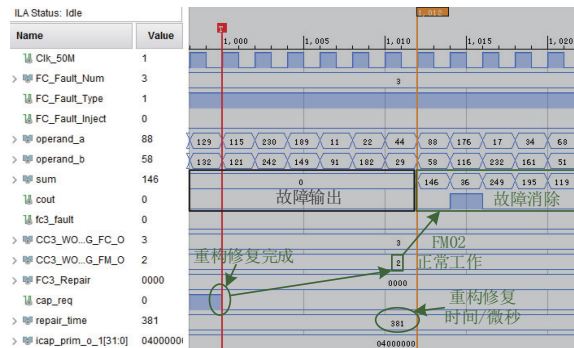 ILA Status: Idle
1,012
Name Value
T 1,000 1,005 1,010 1,015 1,020
Clk_50M 1
FC_Fault_Num 3 3
FC_Fault_Type 1
FC_Fault_Inject 0
operand_a 88 129 115 230 189 11 22 44 88 176 17 34 68
operand_b 58 132 121 242 149 91 182 29 58 116 232 161 51
sum 146 0 146 36 249 195 119
cout 0 故障输出 故障消除
fc3_fault 0
CC3_WO...G_FC_O 3 3 FM02
CC3_WO...G_FM_O 2 重构修复完成 2 正常工作
FC3_Repair 0000 0000
cap_req 0 重构修复
repair_time 381 381 时间/微秒
icap_prim_o_1[31:0] 0400000 04000000